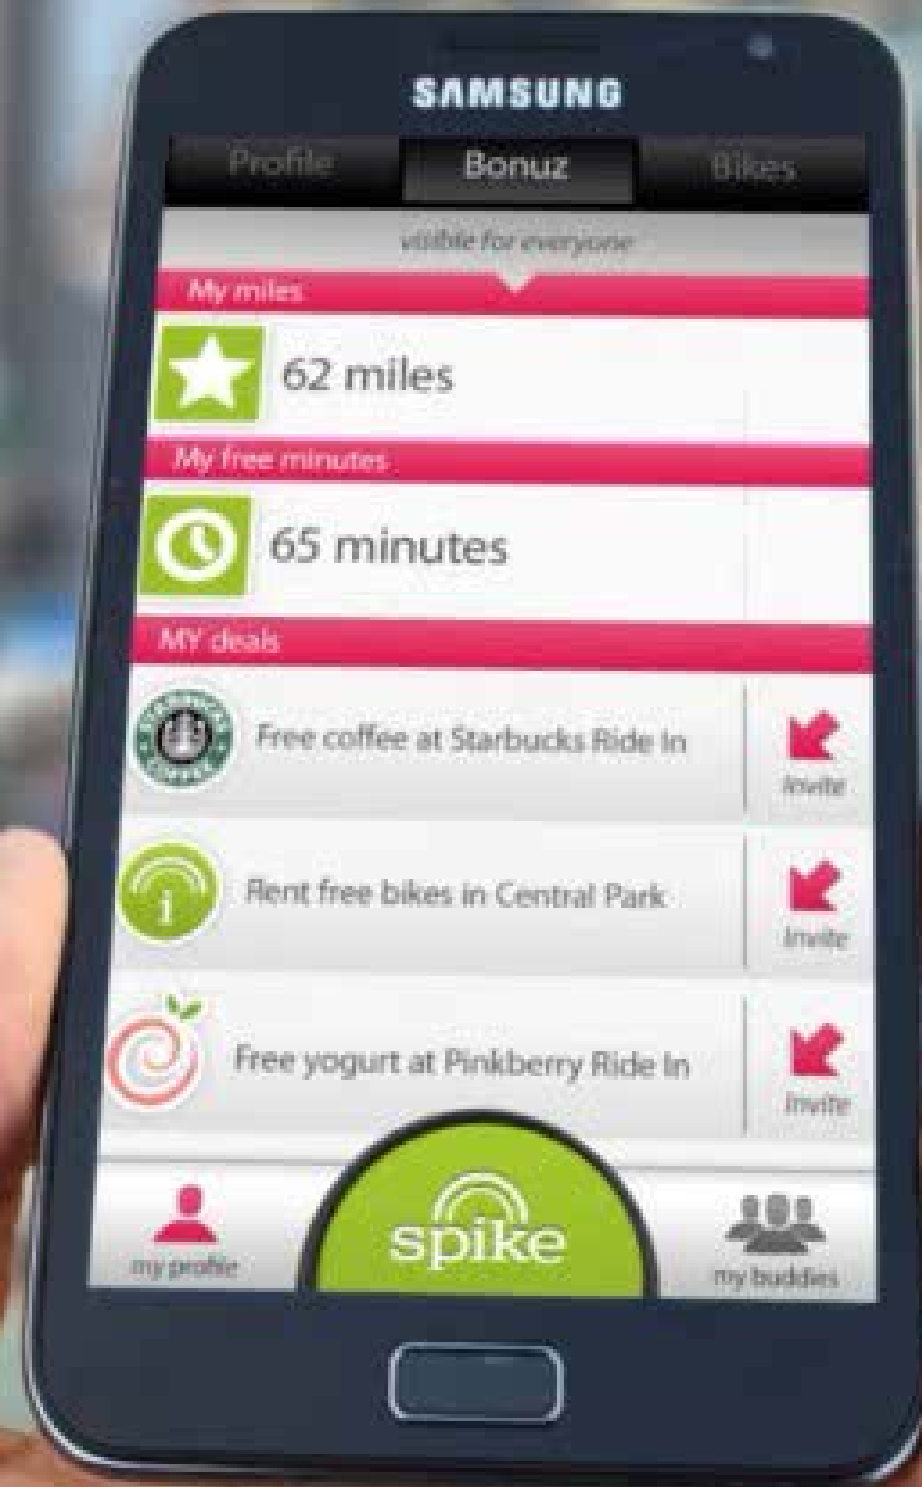 SAMSUNG
Profile Bonuz Bikes
visible for everyone
My miles
62 miles
My free minutes
65 minutes
MY deals
STARBUCKS COFFEE
Free coffee at Starbucks Ride In
Invite
i
Rent free bikes in Central Park
Invite
Free yogurt at Pinkberry Ride In
Invite
spike
my profile
my buddies